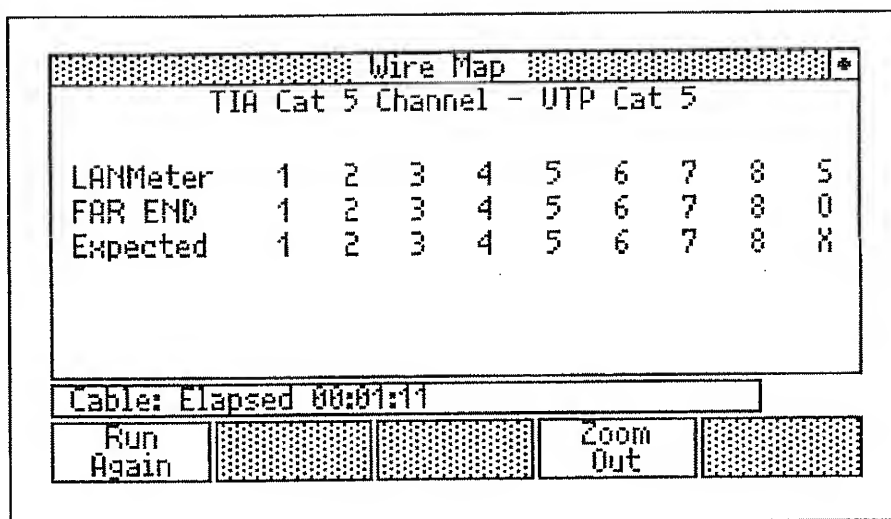 Wire Map
TIA Cat 5 Channel - UTP Cat 5
LANMeter 1 2 3 4 5 6 7 8 S
FAR END 1 2 3 4 5 6 7 8 O
Expected 1 2 3 4 5 6 7 8 X
Cable: Elapsed 00:01:11
Run Again
Zoom Out